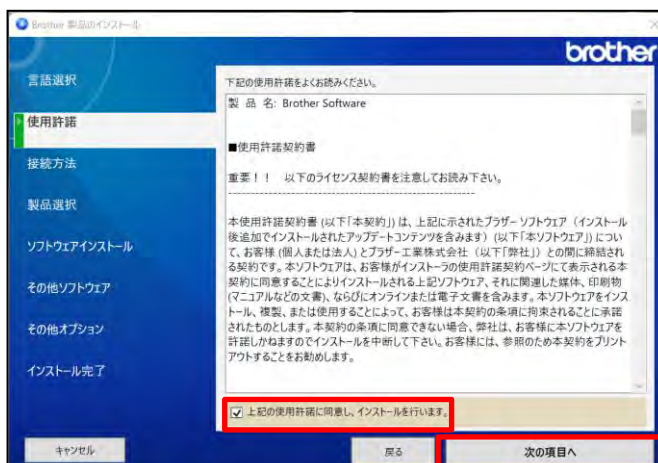 Brother 製品のインストール
brother
言語選択
使用許諾
接続方法
製品選択
ソフトウェアインストール
その他ソフトウェア
その他オプション
インストール完了
下記の使用許諾をよくお読みください。
製 品 名: Brother Software
■使用許諾契約書
重要！！ 以下のライセンス契約書を注意してお読み下さい。
------------------------------------------------------------
本使用許諾契約書 (以下「本契約」) は、上記に示されたブラザー ソフトウェア （インストール
後追加でインストールされたアップデートコンテンツを含みます） (以下「本ソフトウェア」) につい
て、お客様 (個人または法人) とブラザー工業株式会社（以下「弊社」）との間に締結され
る契約です。本ソフトウェアは、お客様がインストーラの使用許諾契約ページにて表示される本
契約に同意することによりインストールされる上記ソフトウェア、それに関連した媒体、印刷物
(マニュアルなどの文書)、ならびにオンラインまたは電子文書を含みます。本ソフトウェアをインス
トール、複製、または使用することによって、お客様は本契約の条項に拘束されることに承諾
されたものとします。本契約の条項に同意できない場合、弊社は、お客様に本ソフトウェアを
許諾しかねますのでインストールを中断して下さい。お客様には、参照のため本契約をプリント
アウトすることをお勧めします。
上記の使用許諾に同意し、インストールを行います。
キャンセル
戻る
次の項目へ